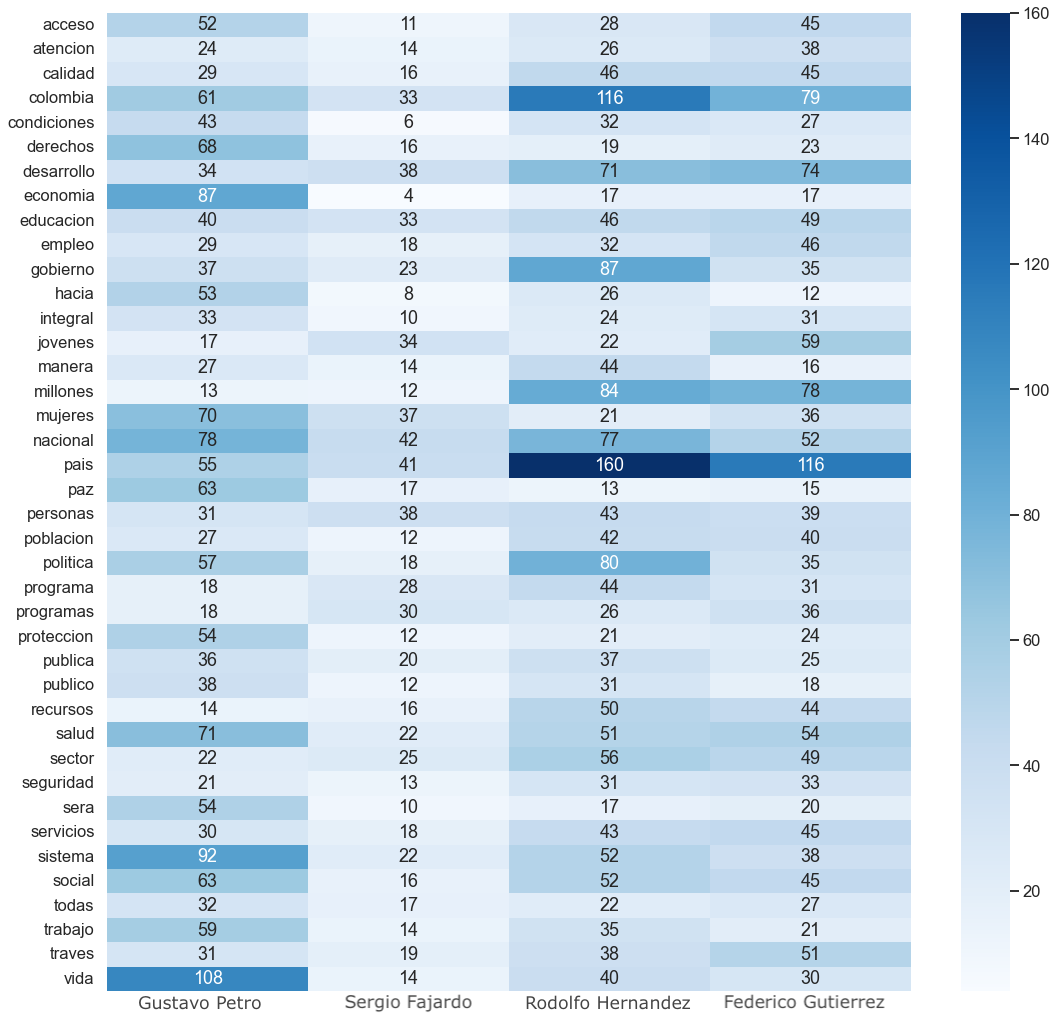 acceso 52 11 28 45
atencion 24 14 26 38
calidad 29 16 46 45
colombia 61 33 116 79
condiciones 43 6 32 27
derechos 68 16 19 23
desarrollo 34 38 71 74
economia 87 4 17 17
educacion 40 33 46 49
empleo 29 18 32 46
gobierno 37 23 87 35
hacia 53 8 26 12
integral 33 10 24 31
jovenes 17 34 22 59
manera 27 14 44 16
millones 13 12 84 78
mujeres 70 37 21 36
nacional 78 42 77 52
pais 55 41 160 116
paz 63 17 13 15
personas 31 38 43 39
poblacion 27 12 42 40
politica 57 18 80 35
programa 18 28 44 31
programas 18 30 26 36
proteccion 54 12 21 24
publica 36 20 37 25
publico 38 12 31 18
recursos 14 16 50 44
salud 71 22 51 54
sector 22 25 56 49
seguridad 21 13 31 33
sera 54 10 17 20
servicios 30 18 43 45
sistema 92 22 52 38
social 63 16 52 45
todas 32 17 22 27
trabajo 59 14 35 21
traves 31 19 38 51
vida 108 14 40 30
Gustavo Petro Sergio Fajardo Rodolfo Hernandez Federico Gutierrez
160
140
120
100
80
60
40
20